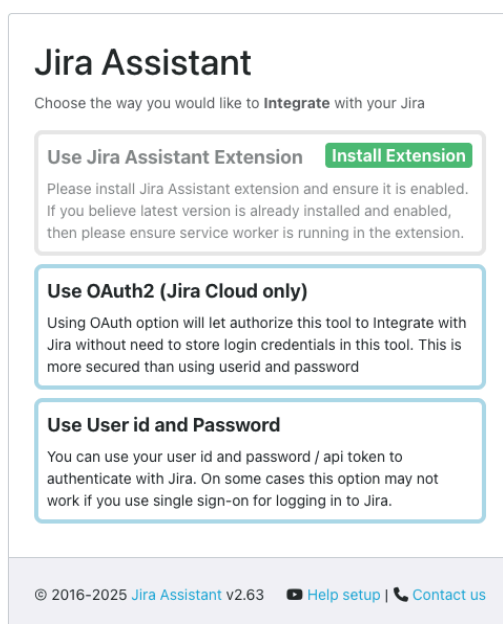 Jira Assistant
Choose the way you would like to Integrate with your Jira
Use Jira Assistant Extension Install Extension
Please install Jira Assistant extension and ensure it is enabled.
If you believe latest version is already installed and enabled,
then please ensure service worker is running in the extension.
Use OAuth2 (Jira Cloud only)
Using OAuth option will let authorize this tool to Integrate with
Jira without need to store login credentials in this tool. This is
more secured than using userid and password
Use User id and Password
You can use your user id and password / api token to
authenticate with Jira. On some cases this option may not
work if you use single sign-on for logging in to Jira.
© 2016-2025 Jira Assistant v2.63 Help setup | Contact us